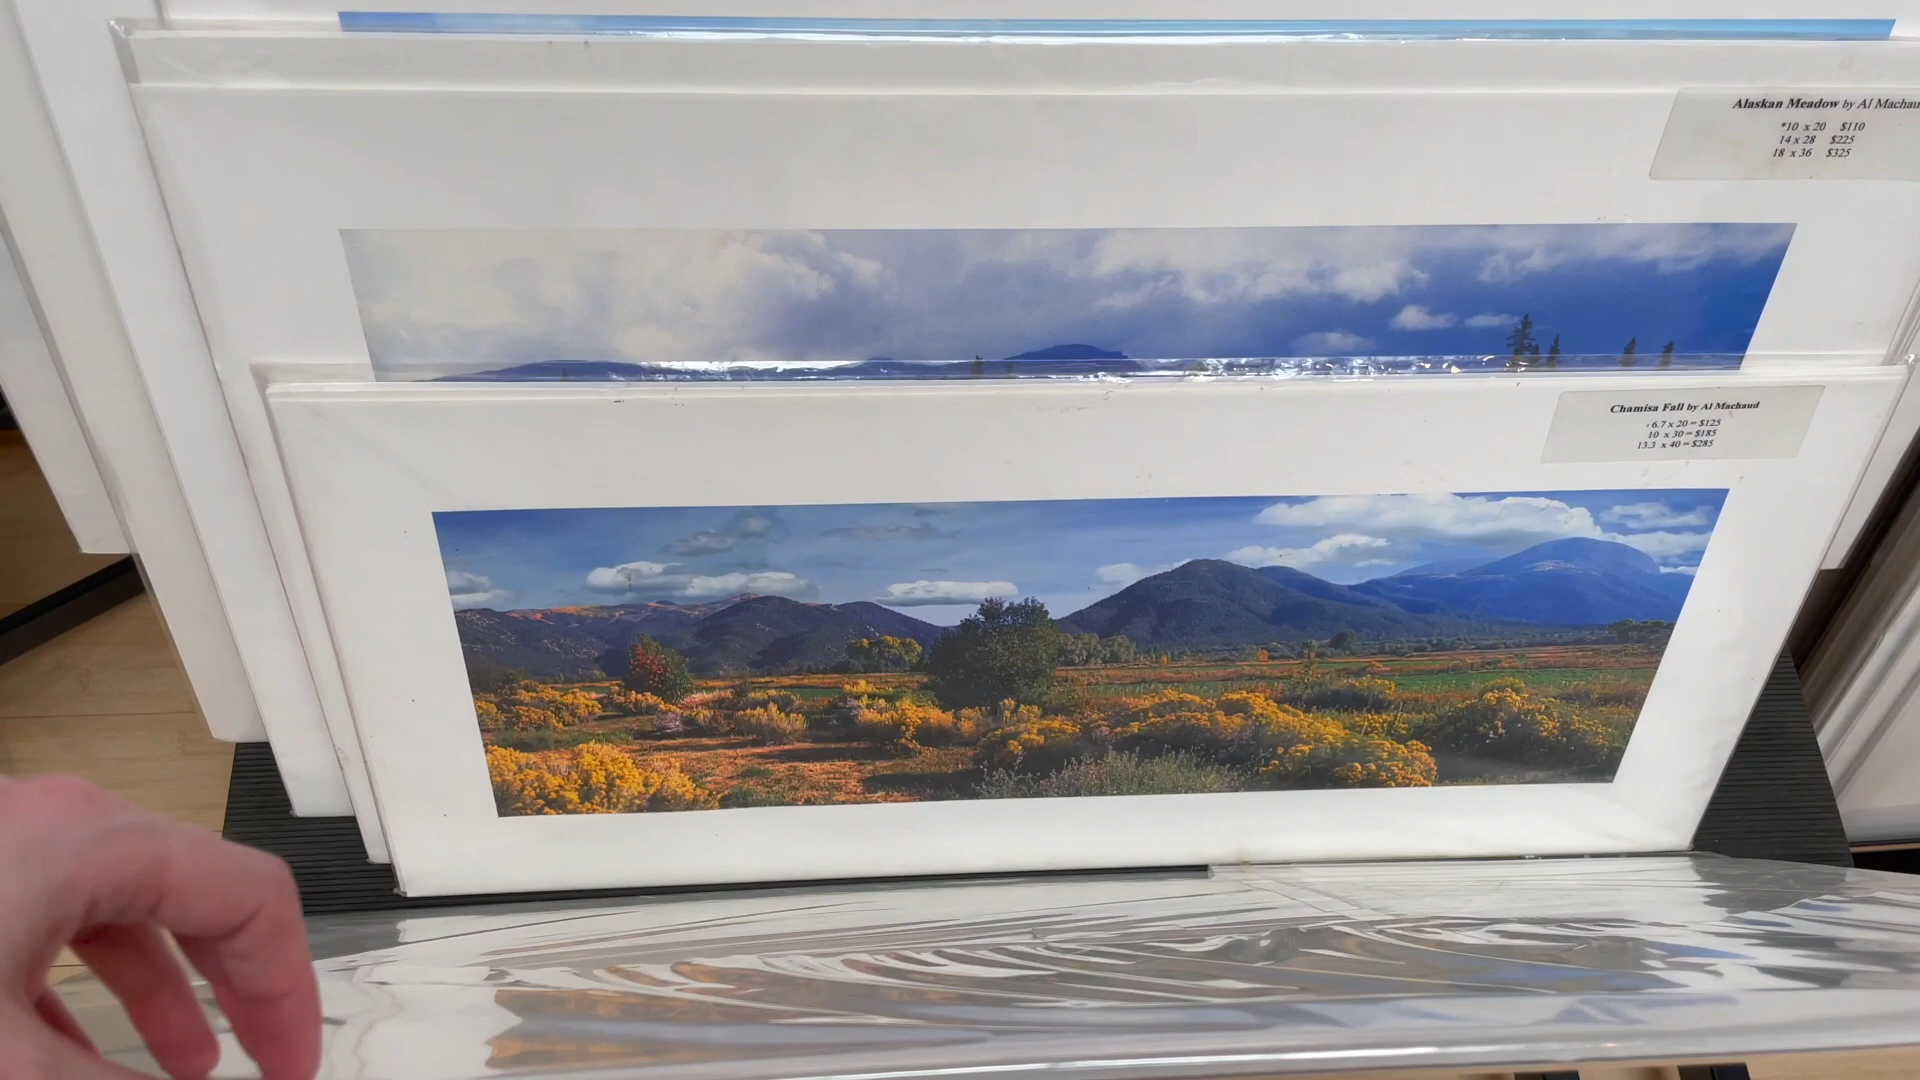 Alaskan Meadow by Al Machau
*10 x 20 $110
14 x 28 $225
18 x 36 $325
Chamisa Fall by Al Machaud
6.7 x 20 = $125
10 x 30 = $185
13.3 x 40 = $285